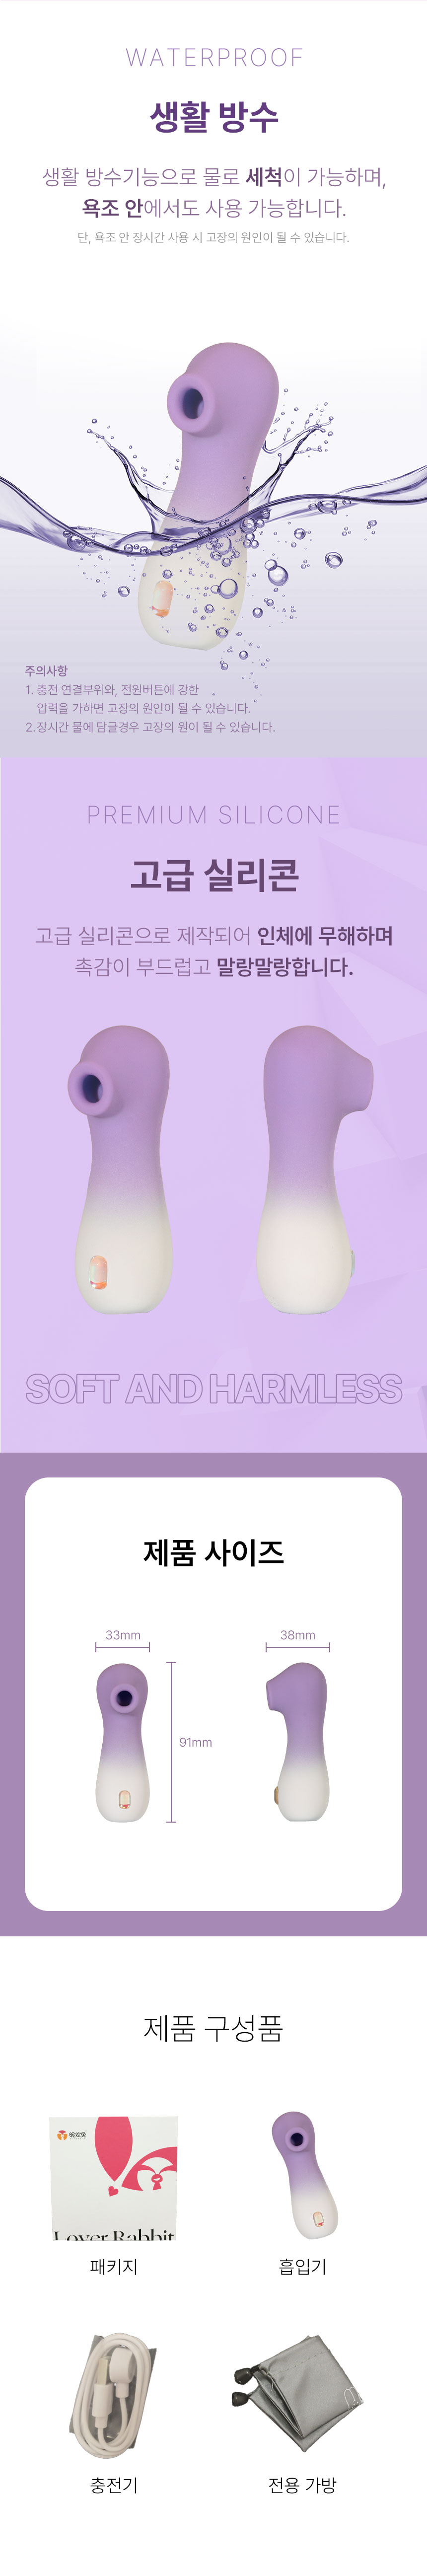 WATERPROOF
생활 방수
생활 방수기능으로 물로 세척이 가능하며,
욕조 안에서도 사용 가능합니다.
단, 욕조 안 장시간 사용 시 고장의 원인이 될 수 있습니다.
주의사항
1. 충전 연결부위와, 전원버튼에 강한
압력을 가하면 고장의 원인이 될 수 있습니다.
2.장시간 물에 담글경우 고장의 원이 될 수 있습니다.
PREMIUM SILICONE
고급 실리콘
고급 실리콘으로 제작되어 인체에 무해하며
촉감이 부드럽고 말랑말랑합니다.
SOFT AND HARMLESS
제품 사이즈
33mm
38mm
91mm
제품 구성품
Lover Rabbit
패키지
흡입기
충전기
전용 가방